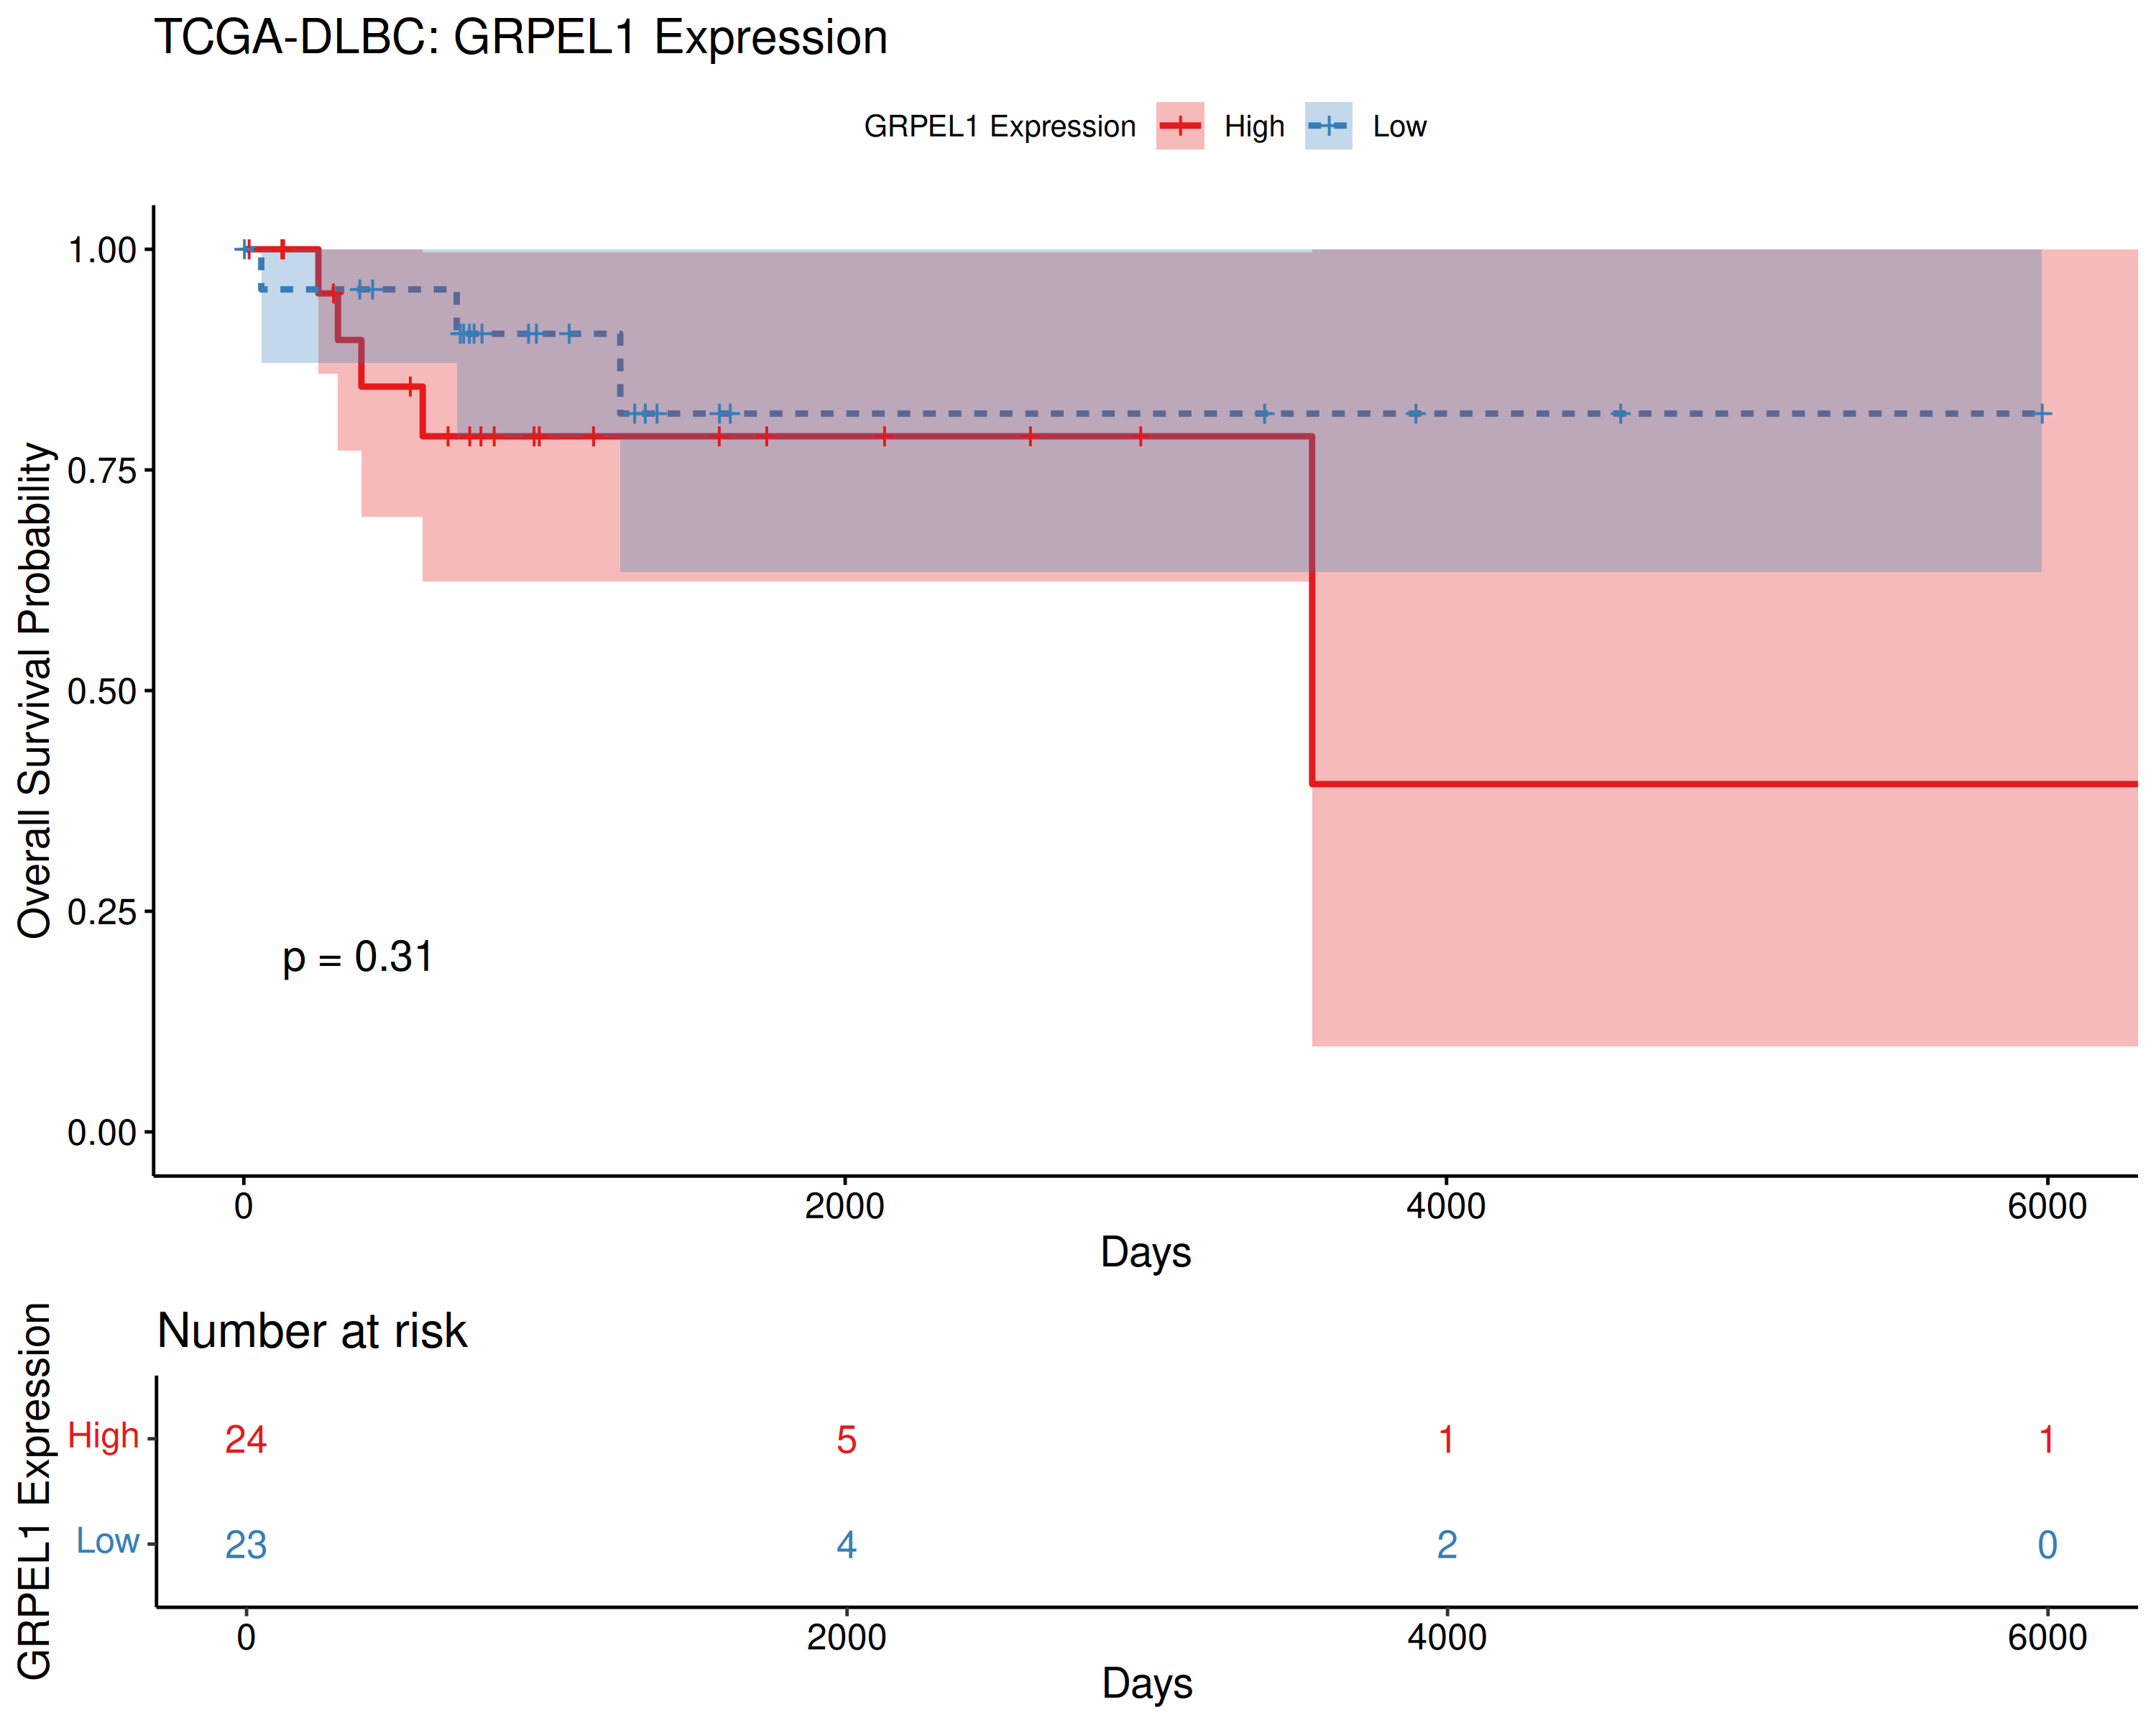 TCGA-DLBC: GRPEL1 Expression
GRPEL1 Expression High Low
Overall Survival Probability
1.00
0.75
0.50
0.25
0.00
p = 0.31
0 2000 4000 6000
Days
Number at risk
GRPEL1 Expression
High 24 5 1 1
Low 23 4 2 0
0 2000 4000 6000
Days